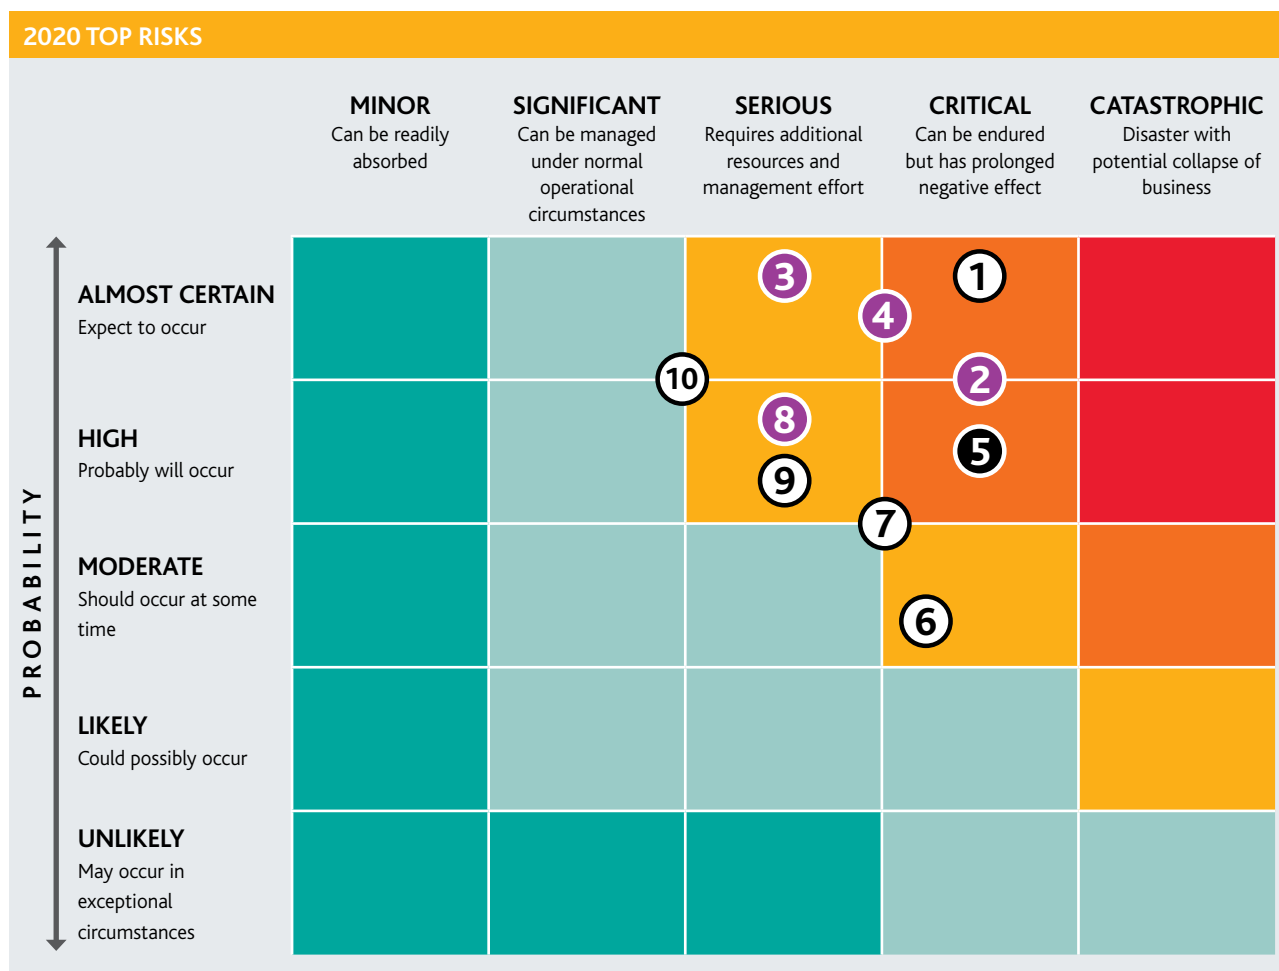 2020 TOP RISKS
MINOR
Can be readily
absorbed
SIGNIFICANT
Can be managed
under normal
operational
circumstances
SERIOUS
Requires additional
resources and
management effort
CRITICAL
Can be endured
but has prolonged
negative effect
CATASTROPHIC
Disaster with
potential collapse of
business
PROBABILITY
ALMOST CERTAIN
Expect to occur
3
1
4
10
2
HIGH
Probably will occur
8
5
9
7
MODERATE
Should occur at some
time
6
LIKELY
Could possibly occur
UNLIKELY
May occur in
exceptional
circumstances